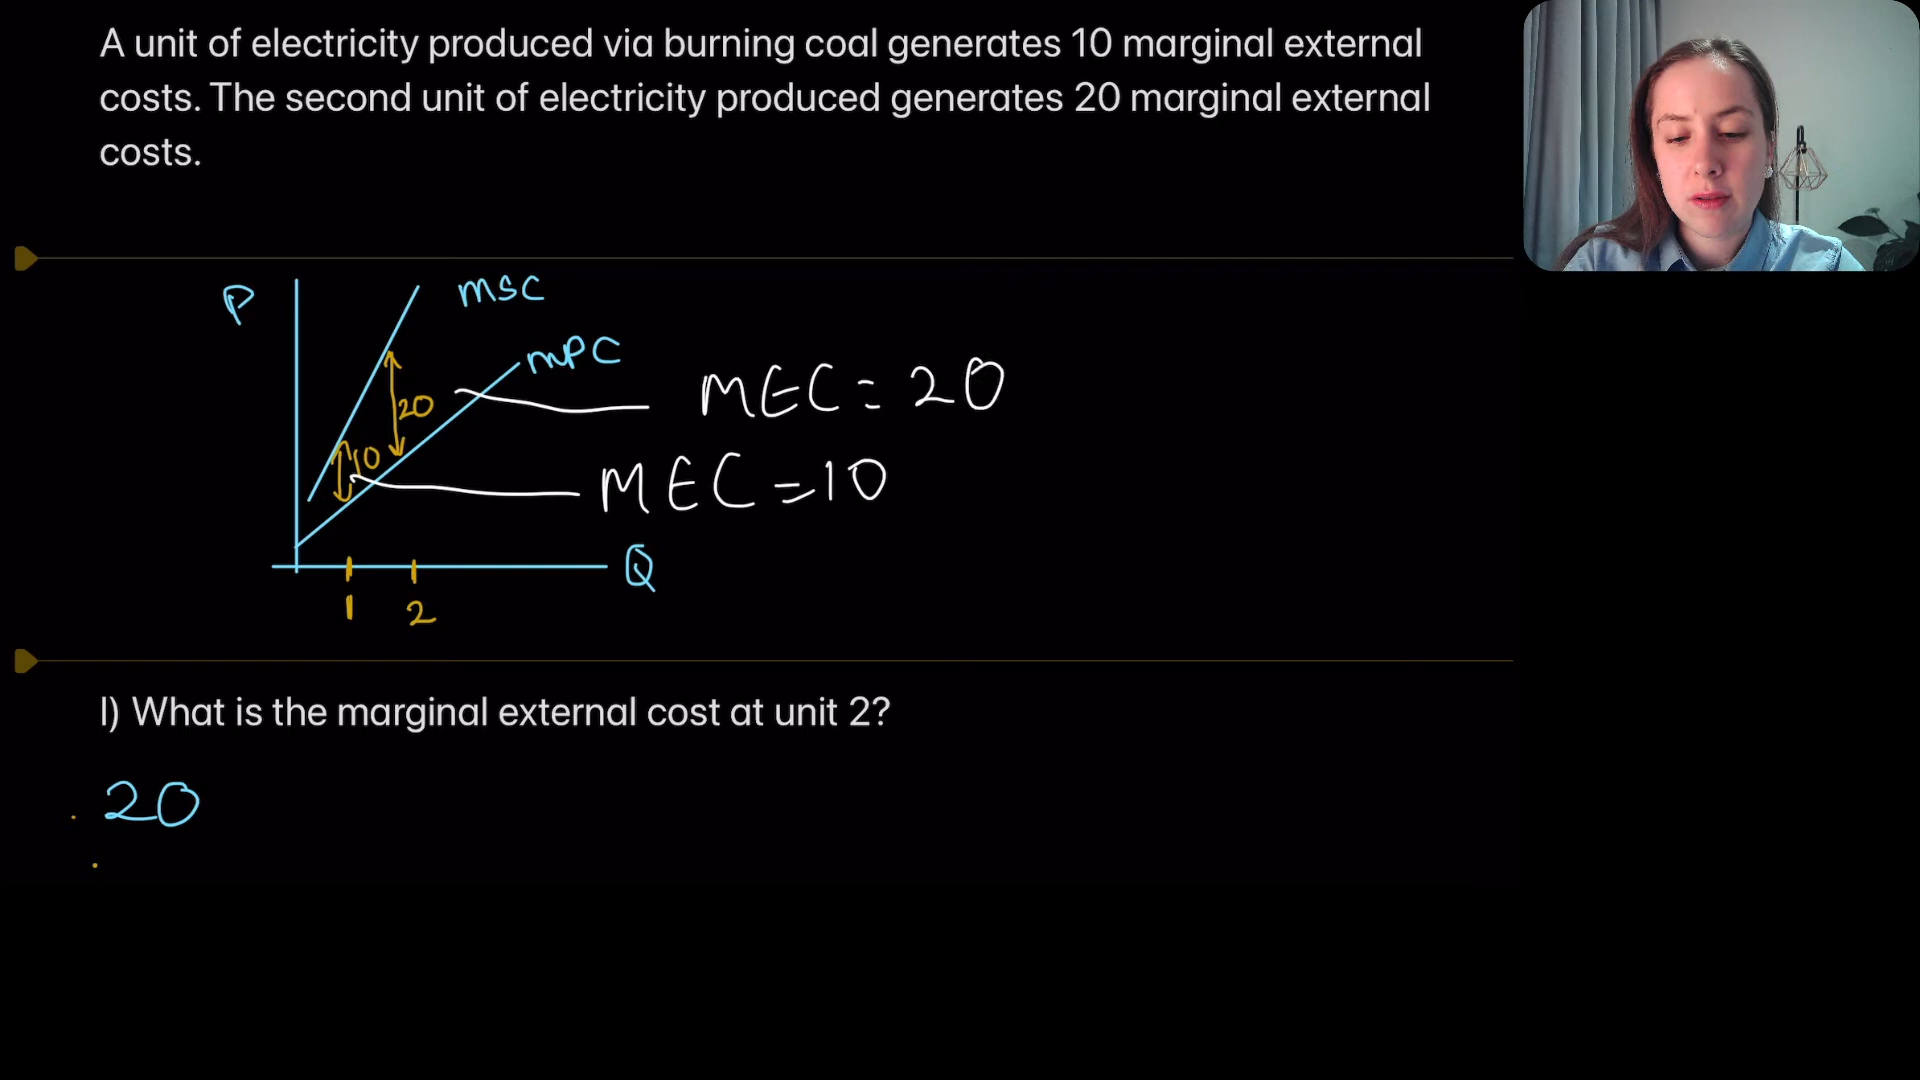 A unit of electricity produced via burning coal generates 10 marginal external
costs. The second unit of electricity produced generates 20 marginal external
costs.
P
msc
mPC
20
MEC = 20
10
MEC = 10
Q
1
2
I) What is the marginal external cost at unit 2?
20